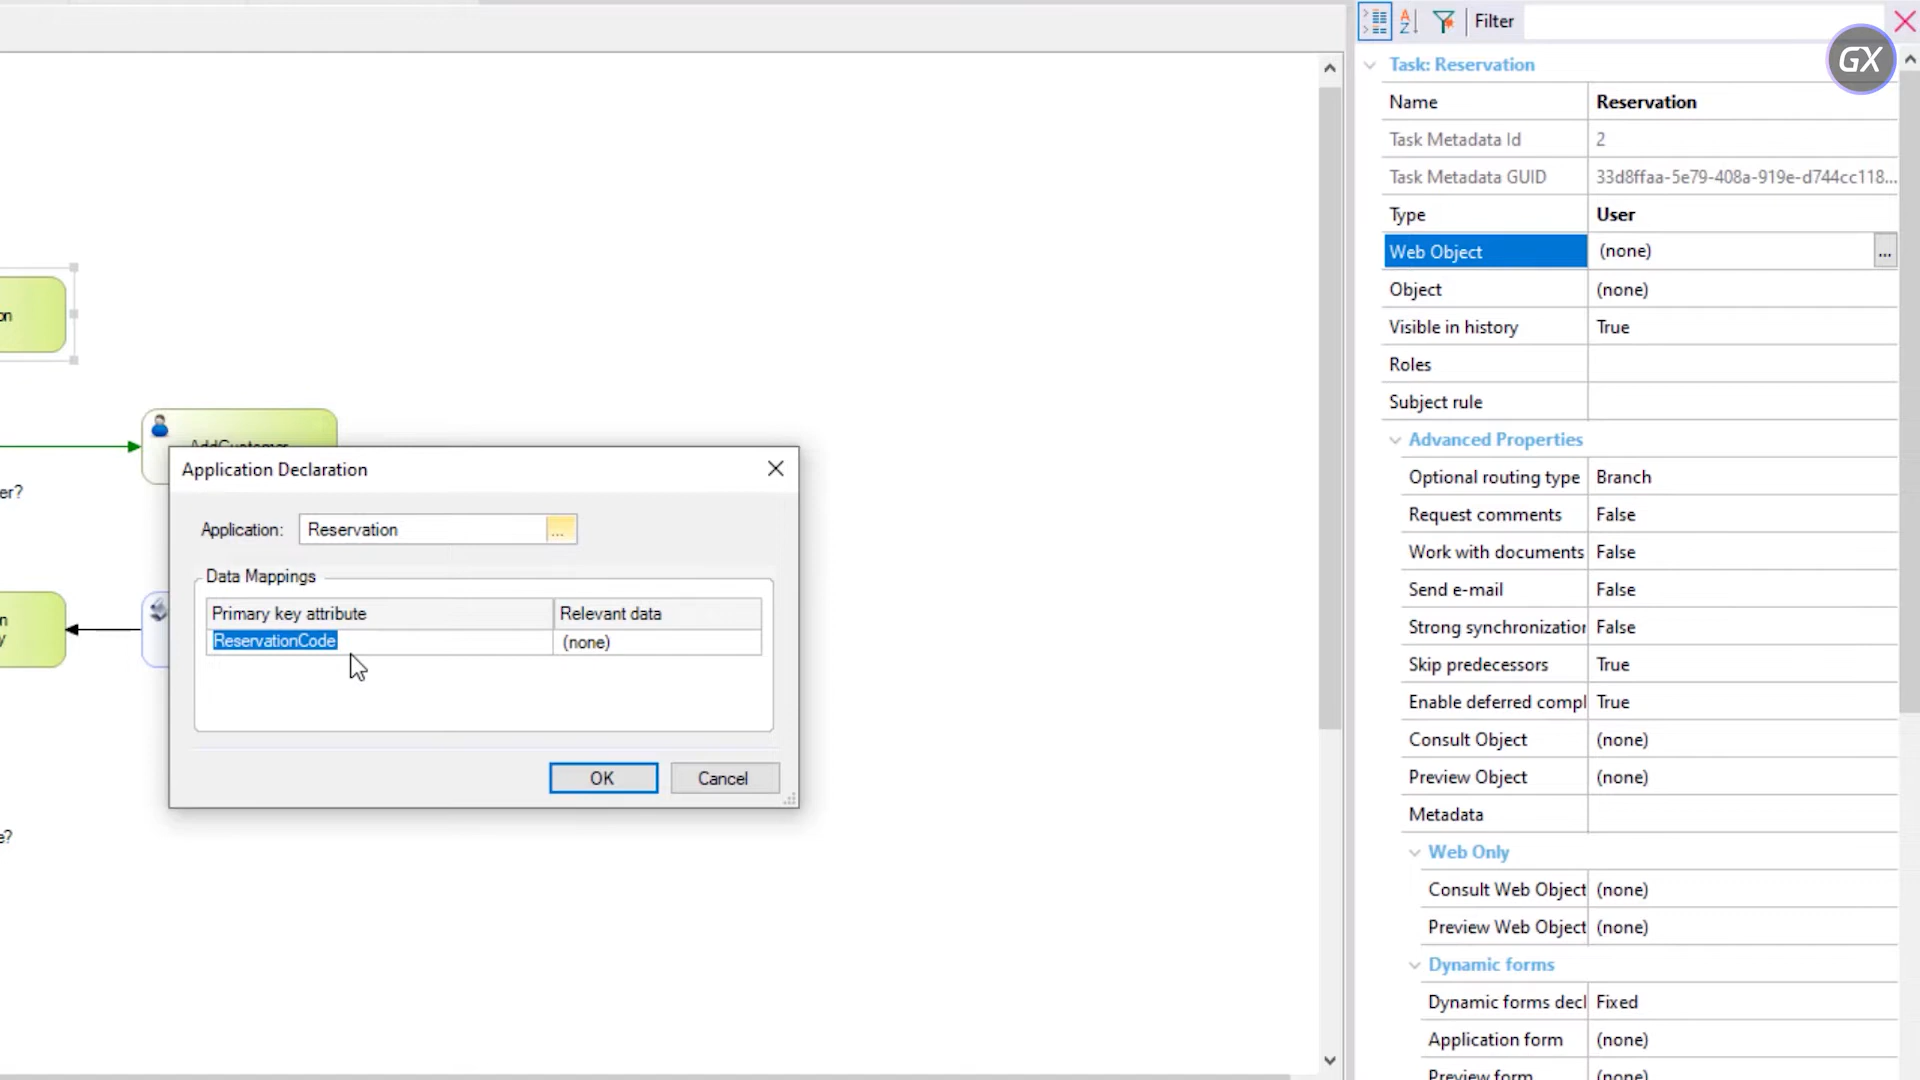 Filter
GX
Task: Reservation
Name Reservation
Task Metadata Id 2
Task Metadata GUID 33d8ffaa-5e79-408a-919e-d744cc118...
Type User
Web Object (none) ...
Object (none)
Visible in history True
Roles
Subject rule
Advanced Properties
Optional routing type Branch
Request comments False
Work with documents False
Send e-mail False
Strong synchronization False
Skip predecessors True
Enable deferred compl True
Consult Object (none)
Preview Object (none)
Metadata
Web Only
Consult Web Object (none)
Preview Web Object (none)
Dynamic forms
Dynamic forms decl Fixed
Application form (none)
Preview form (none)
on
er?
n
y
e?
Application Declaration
Application: Reservation ...
Data Mappings
Primary key attribute Relevant data
ReservationCode (none)
OK Cancel